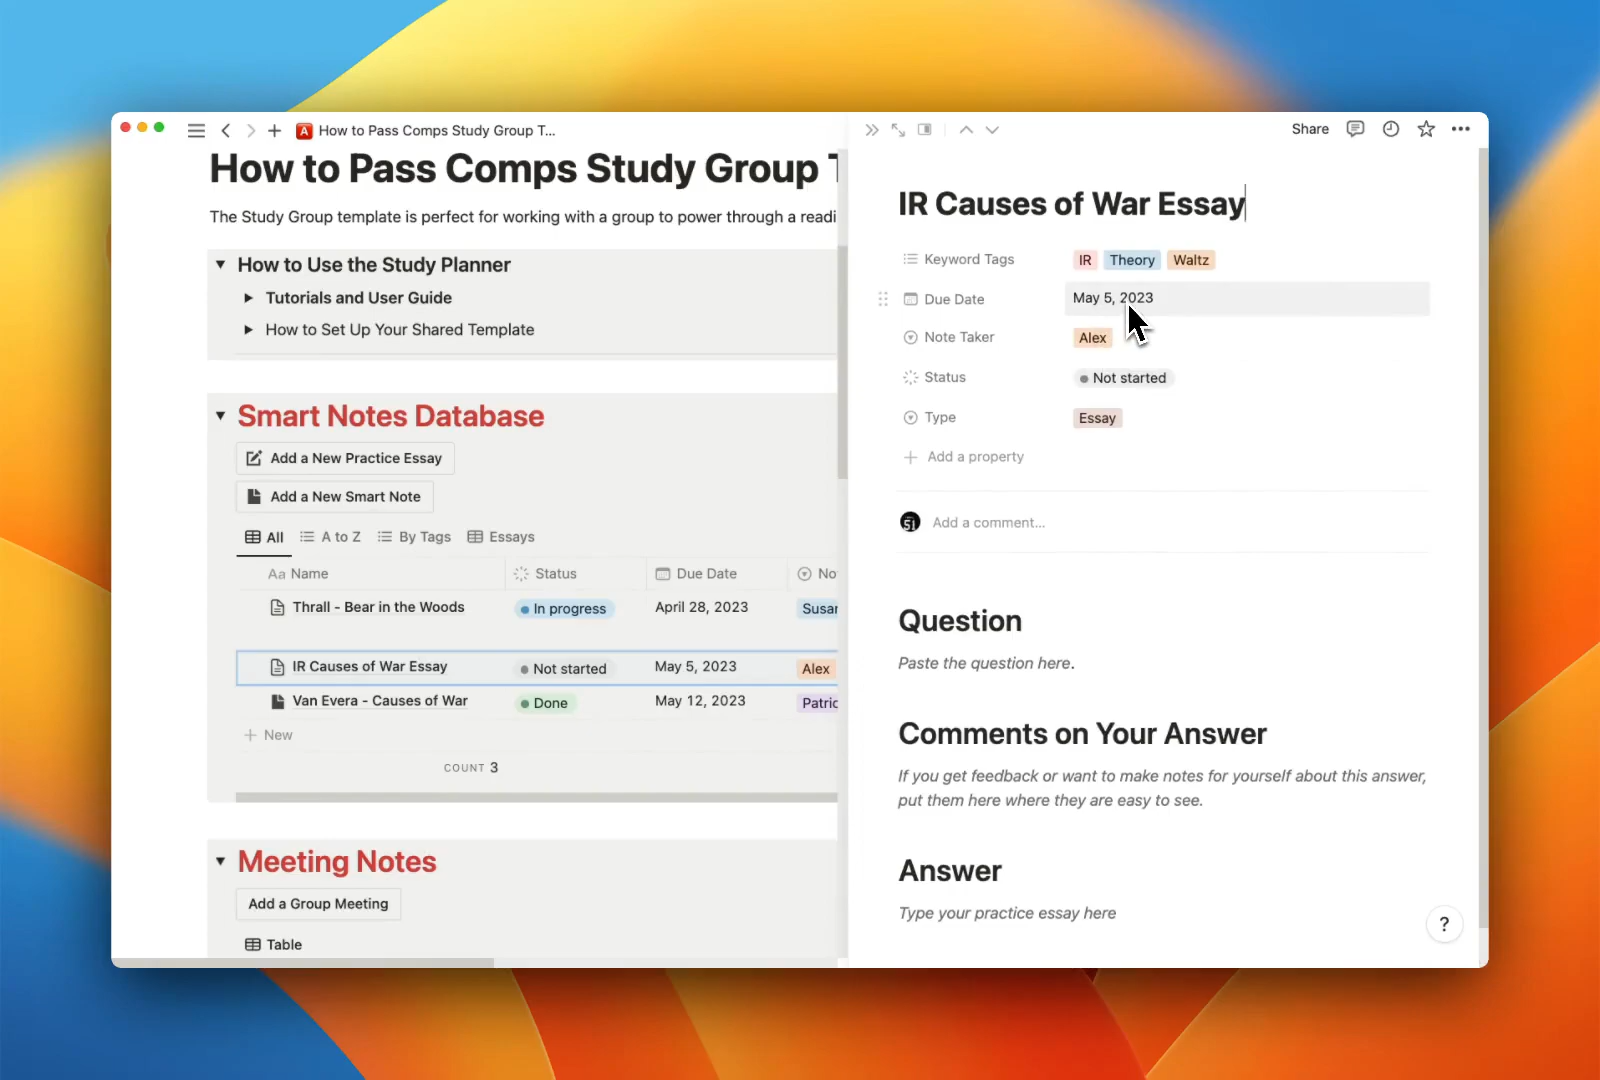 How to Pass Comps Study Group T...
How to Pass Comps Study Group
The Study Group template is perfect for working with a group to power through a readi
How to Use the Study Planner
Tutorials and User Guide
How to Set Up Your Shared Template
Smart Notes Database
Add a New Practice Essay
Add a New Smart Note
All A to Z By Tags Essays
Aa Name Status Due Date No
Thrall - Bear in the Woods In progress April 28, 2023 Susan
IR Causes of War Essay Not started May 5, 2023 Alex
Van Evera - Causes of War Done May 12, 2023 Patric
+ New
COUNT 3
Meeting Notes
Add a Group Meeting
Table
Share
IR Causes of War Essay
Keyword Tags IR Theory Waltz
Due Date May 5, 2023
Note Taker Alex
Status Not started
Type Essay
+ Add a property
Add a comment...
Question
Paste the question here.
Comments on Your Answer
If you get feedback or want to make notes for yourself about this answer,
put them here where they are easy to see.
Answer
Type your practice essay here
?